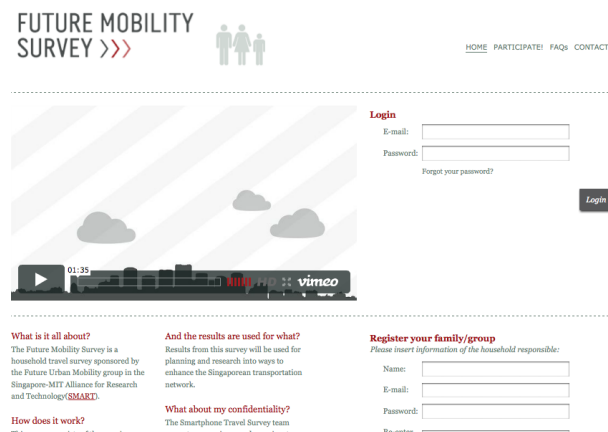 FUTURE MOBILITY
SURVEY >>>
HOME PARTICIPATE! FAQs CONTACT
Login
E-mail:
Password:
Forgot your password?
Login
01:35
HD vimeo
What is it all about?
The Future Mobility Survey is a
household travel survey sponsored by
the Future Urban Mobility group in the
Singapore-MIT Alliance for Research
and Technology(SMART).
How does it work?
And the results are used for what?
Results from this survey will be used for
planning and research into ways to
enhance the Singaporean transportation
network.
What about my confidentiality?
The Smartphone Travel Survey team
Register your family/group
Please insert information of the household responsible:
Name:
E-mail:
Password:
Re-enter